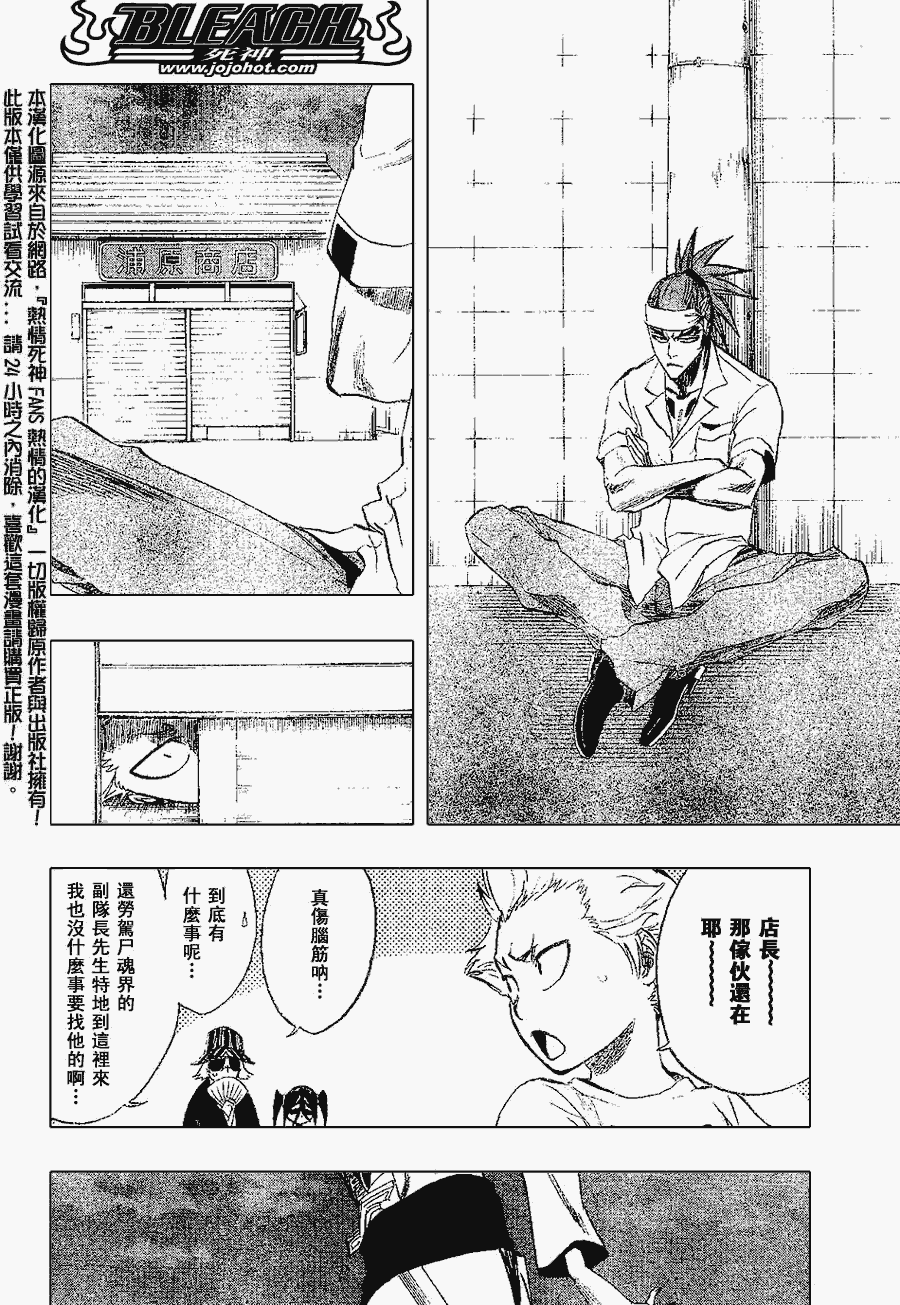 BLEACH
死神
www.jojohot.com
本漢化圖源來自於網路，『熱情死神 FANS 熱情的漢化』一切版權歸原作者與出版社擁有！
此版本僅供學習試看交流… 請 24 小時之內消除，喜歡這套漫畫請購買正版！謝謝。
浦原商店
店長～～～
那傢伙還在
耶～～～
真傷腦筋吶…
到底有
什麼事呢…
還勞駕尸魂界的
副隊長先生特地到這裡來
我也沒什麼事要找他的啊…